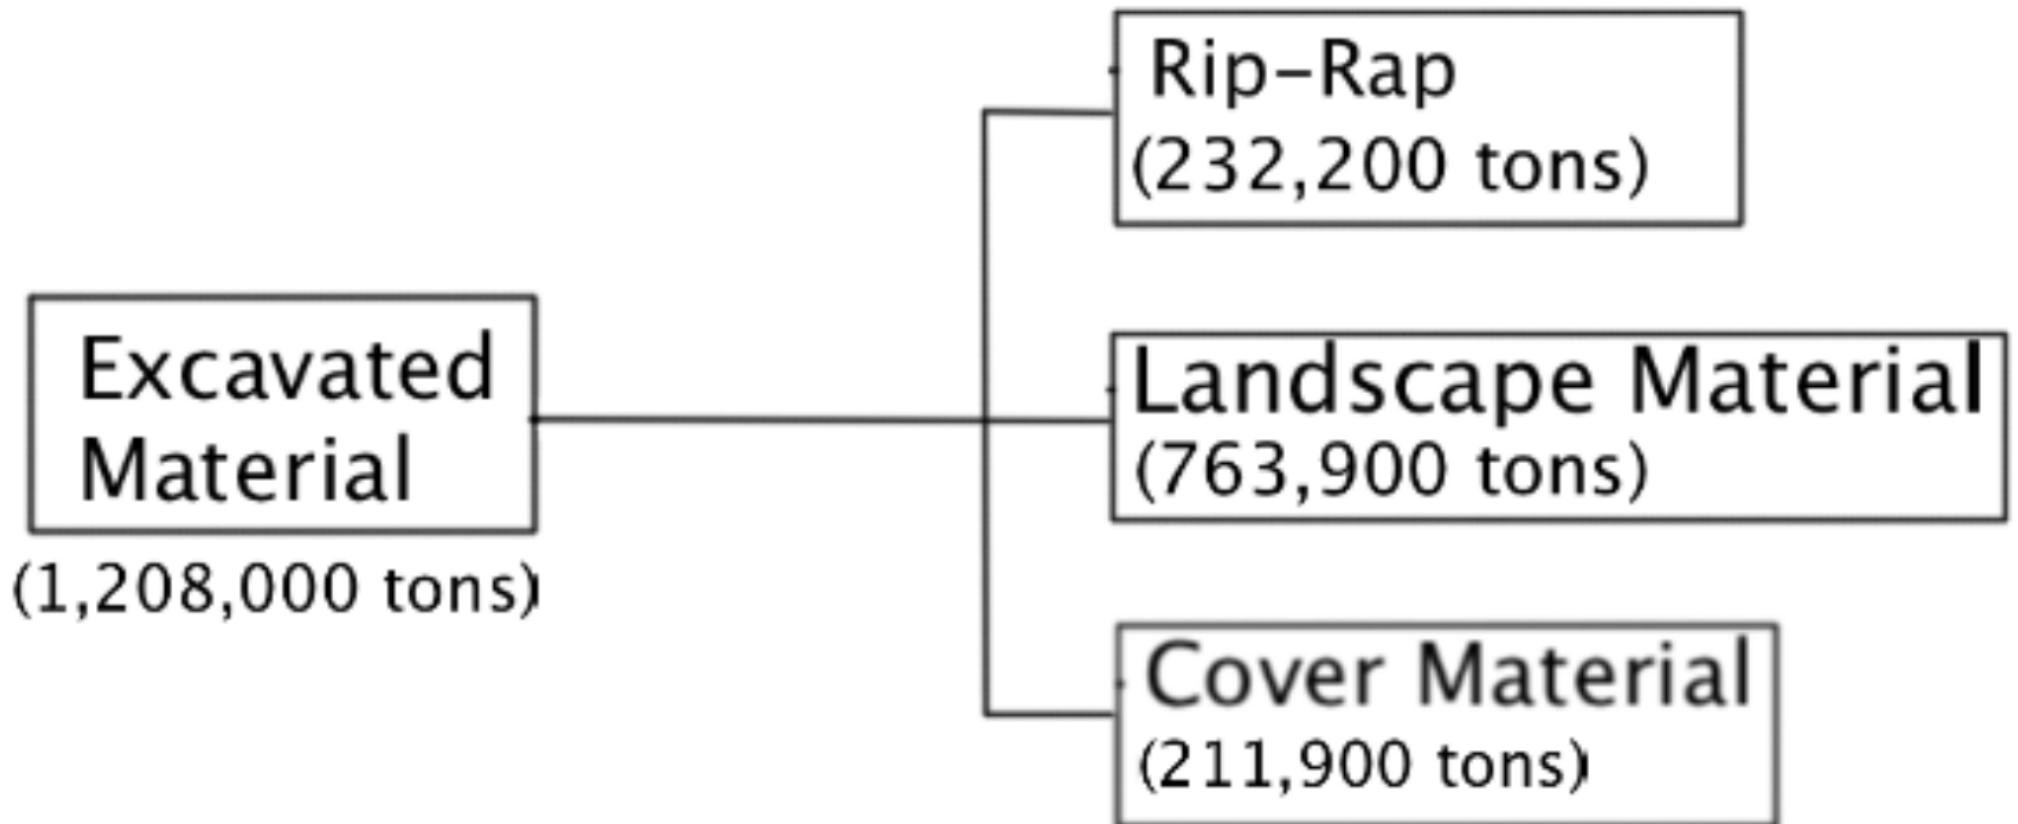 Rip-Rap
(232,200 tons)
Excavated
Material
(1,208,000 tons)
Landscape Material
(763,900 tons)
Cover Material
(211,900 tons)